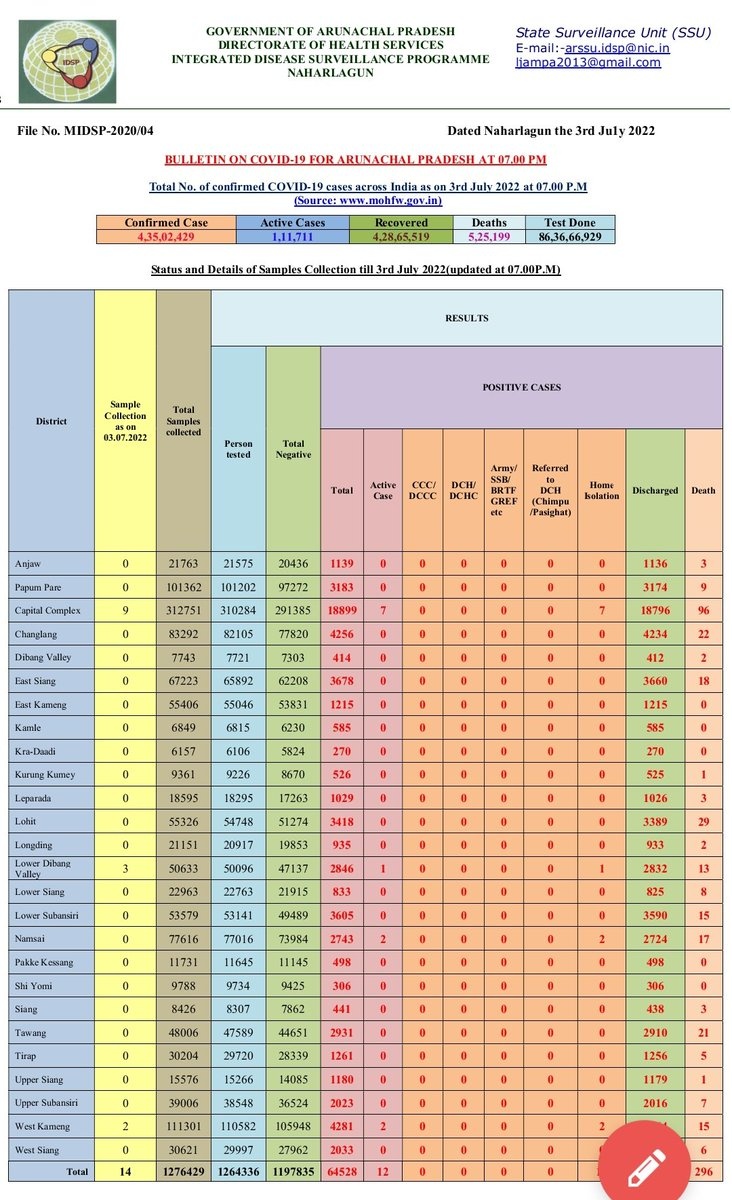 IDSP
GOVERNMENT OF ARUNACHAL PRADESH
DIRECTORATE OF HEALTH SERVICES
INTEGRATED DISEASE SURVEILLANCE PROGRAMME
NAHARLAGUN
State Surveillance Unit (SSU)
E-mail:-arssu.idsp@nic.in
ljampa2013@gmail.com
File No. MIDSP-2020/04 Dated Naharlagun the 3rd Ju1y 2022
BULLETIN ON COVID-19 FOR ARUNACHAL PRADESH AT 07.00 PM
Total No. of confirmed COVID-19 cases across India as on 3rd July 2022 at 07.00 P.M
(Source: www.mohfw.gov.in)
Confirmed Case Active Cases Recovered Deaths Test Done
4,35,02,429 1,11,711 4,28,65,519 5,25,199 86,36,66,929
Status and Details of Samples Collection till 3rd July 2022(updated at 07.00P.M)
District
Sample
Collection
as on
03.07.2022
Total
Samples
collected
RESULTS
Person
tested
Total
Negative
POSITIVE CASES
Total
Active
Case
CCC/
DCCC
DCH/
DCHC
Army/
SSB/
BRTF
GREF
etc
Referred
to
DCH
(Chimpu
/Pasighat)
Home
Isolation
Discharged
Death
Anjaw 0 21763 21575 20436 1139 0 0 0 0 0 0 1136 3
Papum Pare 0 101362 101202 97272 3183 0 0 0 0 0 0 3174 9
Capital Complex 9 312751 310284 291385 18899 7 0 0 0 0 7 18796 96
Changlang 0 83292 82105 77820 4256 0 0 0 0 0 0 4234 22
Dibang Valley 0 7743 7721 7303 414 0 0 0 0 0 0 412 2
East Siang 0 67223 65892 62208 3678 0 0 0 0 0 0 3660 18
East Kameng 0 55406 55046 53831 1215 0 0 0 0 0 0 1215 0
Kamle 0 6849 6815 6230 585 0 0 0 0 0 0 585 0
Kra-Daadi 0 6157 6106 5824 270 0 0 0 0 0 0 270 0
Kurung Kumey 0 9361 9226 8670 526 0 0 0 0 0 0 525 1
Leparada 0 18595 18295 17263 1029 0 0 0 0 0 0 1026 3
Lohit 0 55326 54748 51274 3418 0 0 0 0 0 0 3389 29
Longding 0 21151 20917 19853 935 0 0 0 0 0 0 933 2
Lower Dibang
Valley 3 50633 50096 47137 2846 1 0 0 0 0 1 2832 13
Lower Siang 0 22963 22763 21915 833 0 0 0 0 0 0 825 8
Lower Subansiri 0 53579 53141 49489 3605 0 0 0 0 0 0 3590 15
Namsai 0 77616 77016 73984 2743 2 0 0 0 0 2 2724 17
Pakke Kessang 0 11731 11645 11145 498 0 0 0 0 0 0 498 0
Shi Yomi 0 9788 9734 9425 306 0 0 0 0 0 0 306 0
Siang 0 8426 8307 7862 441 0 0 0 0 0 0 438 3
Tawang 0 48006 47589 44651 2931 0 0 0 0 0 0 2910 21
Tirap 0 30204 29720 28339 1261 0 0 0 0 0 0 1256 5
Upper Siang 0 15576 15266 14085 1180 0 0 0 0 0 0 1179 1
Upper Subansiri 0 39006 38548 36524 2023 0 0 0 0 0 0 2016 7
West Kameng 2 111301 110582 105948 4281 2 0 0 0 0 2 15
West Siang 0 30621 29997 27962 2033 0 0 0 0 0 6
Total 14 1276429 1264336 1197835 64528 12 0 0 0 0 296